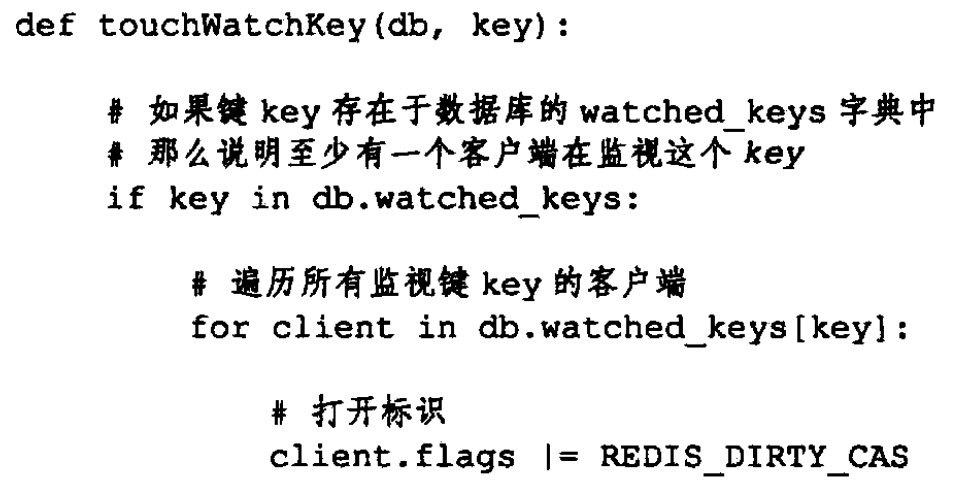 def touchWatchKey(db, key):
# 如果键 key 存在于数据库的 watched_keys 字典中
# 那么说明至少有一个客户端在监视这个 key
if key in db.watched_keys:
# 遍历所有监视键 key 的客户端
for client in db.watched_keys[key]:
# 打开标识
client.flags |= REDIS_DIRTY_CAS